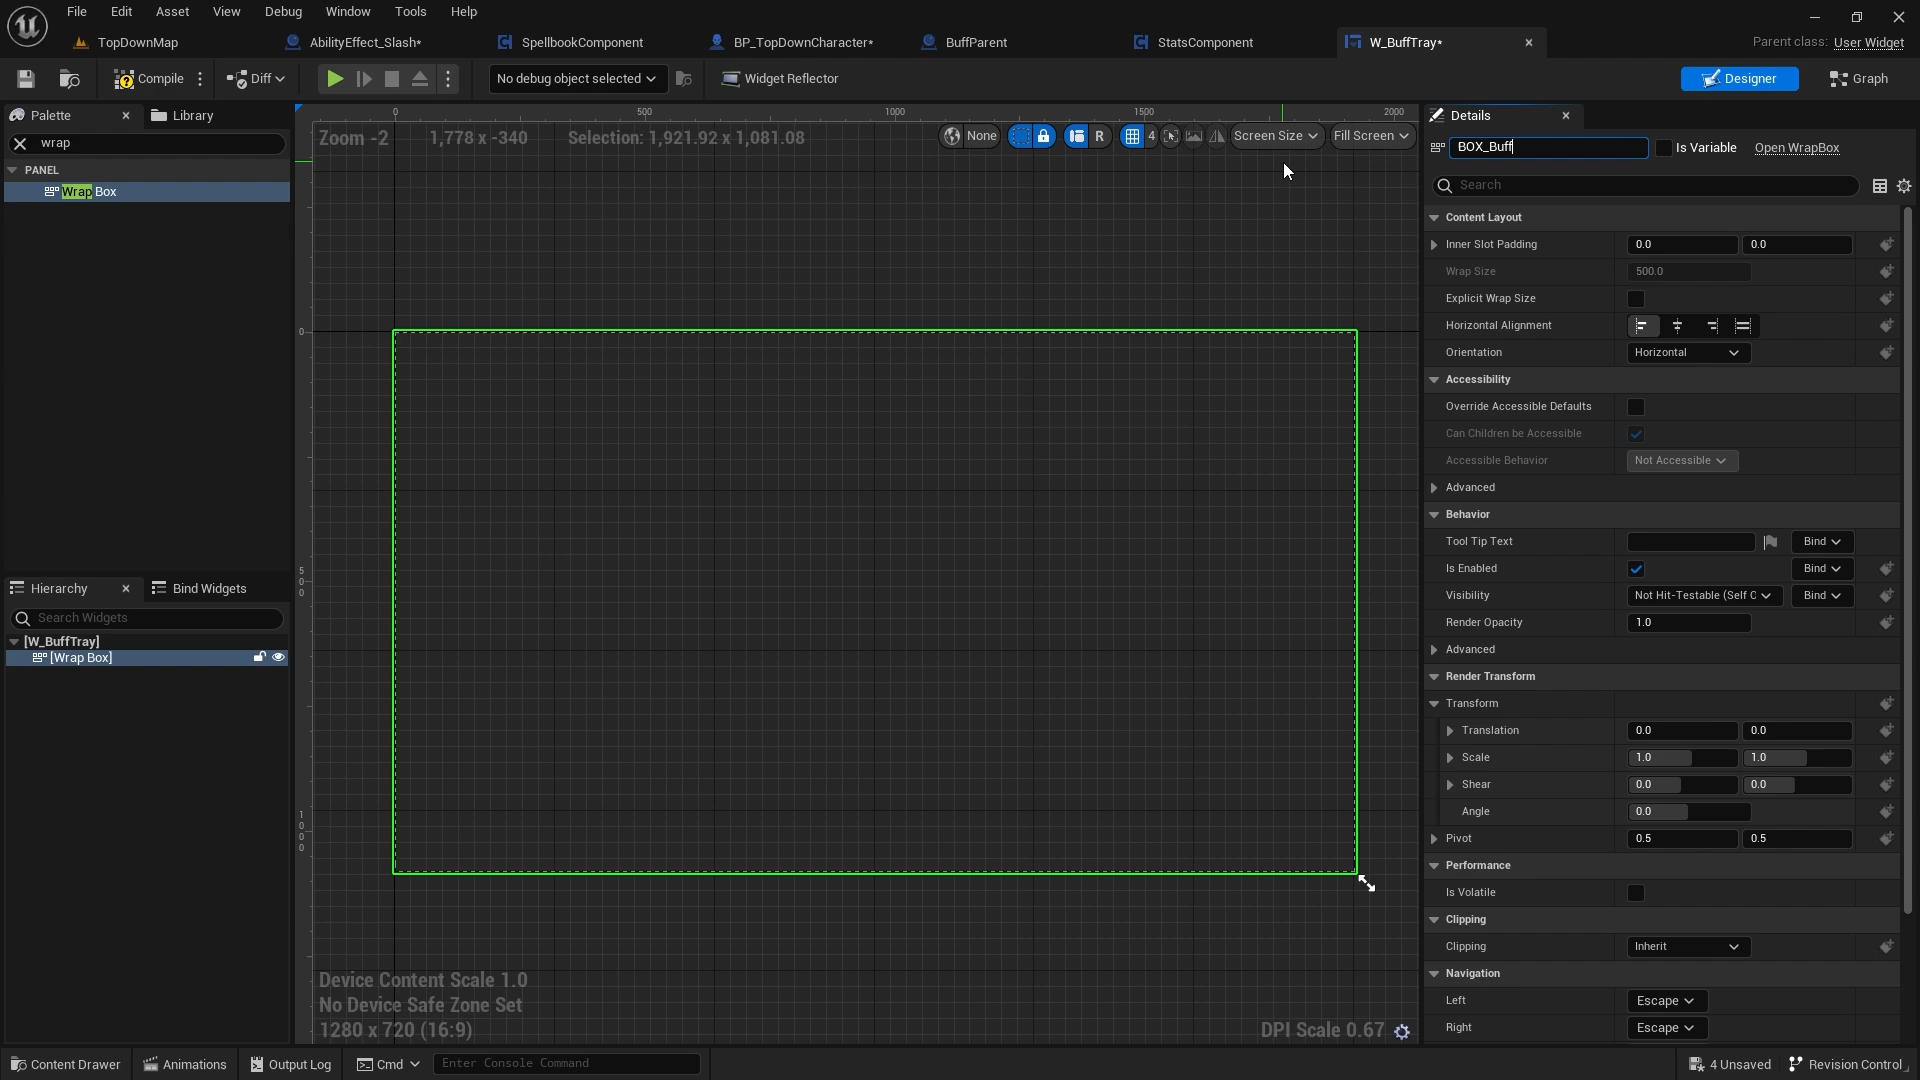 File Edit Asset View Debug Window Tools Help
TopDownMap AbilityEffect_Slash* SpellbookComponent BP_TopDownCharacter* BuffParent StatsComponent W_BuffTray* Parent class: User Widget
Compile Diff No debug object selected Widget Reflector Designer Graph
Palette Library
wrap
PANEL
Wrap Box
0 500 1000 1500 2000
Zoom -2 1,778 x -340 Selection: 1,921.92 x 1,081.08 None R 4 Screen Size Fill Screen
0
500
1000
Device Content Scale 1.0
No Device Safe Zone Set
1280 x 720 (16:9) DPI Scale 0.67
Hierarchy Bind Widgets
Search Widgets
[W_BuffTray]
[Wrap Box]
Details
BOX_Buff Is Variable Open WrapBox
Search
Content Layout
Inner Slot Padding 0.0 0.0
Wrap Size 500.0
Explicit Wrap Size
Horizontal Alignment
Orientation Horizontal
Accessibility
Override Accessible Defaults
Can Children be Accessible
Accessible Behavior Not Accessible
Advanced
Behavior
Tool Tip Text Bind
Is Enabled Bind
Visibility Not Hit-Testable (Self C Bind
Render Opacity 1.0
Advanced
Render Transform
Transform
Translation 0.0 0.0
Scale 1.0 1.0
Shear 0.0 0.0
Angle 0.0
Pivot 0.5 0.5
Performance
Is Volatile
Clipping
Clipping Inherit
Navigation
Left Escape
Right Escape
Content Drawer Animations Output Log Cmd Enter Console Command 4 Unsaved Revision Control